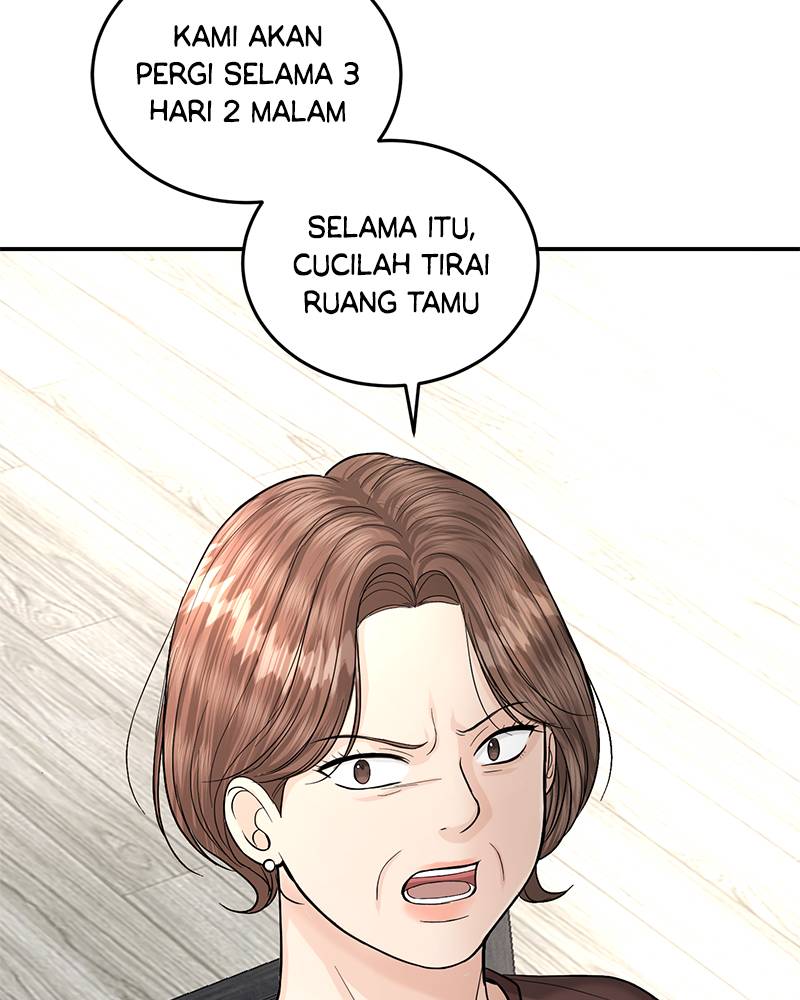 KAMI AKAN
PERGI SELAMA 3
HARI 2 MALAM
SELAMA ITU,
CUCILAH TIRAI
RUANG TAMU